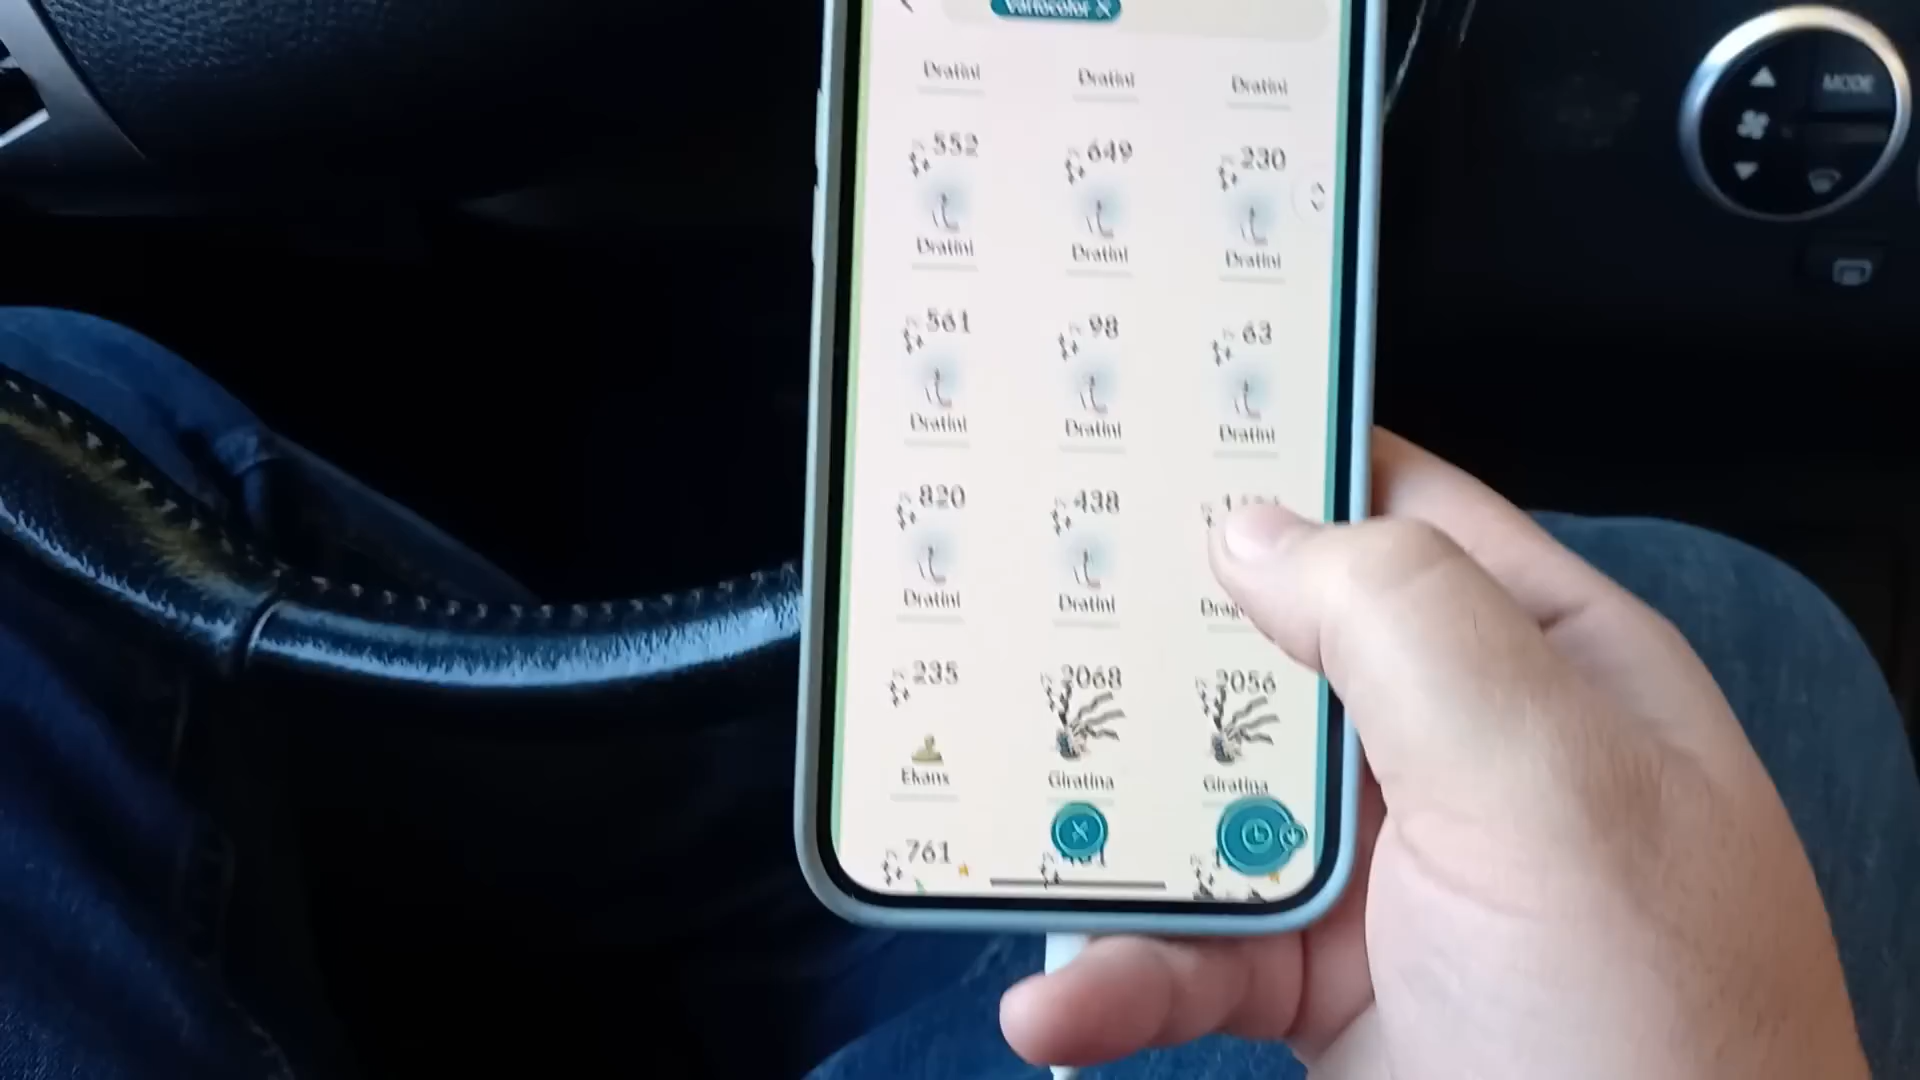 Variocolor X
Dratini Dratini Dratini
552 649 230
Dratini Dratini Dratini
561 98 63
Dratini Dratini Dratini
820 438
Dratini Dratini
235 2068 2056
Ekans Giratina Giratina
761
MODE